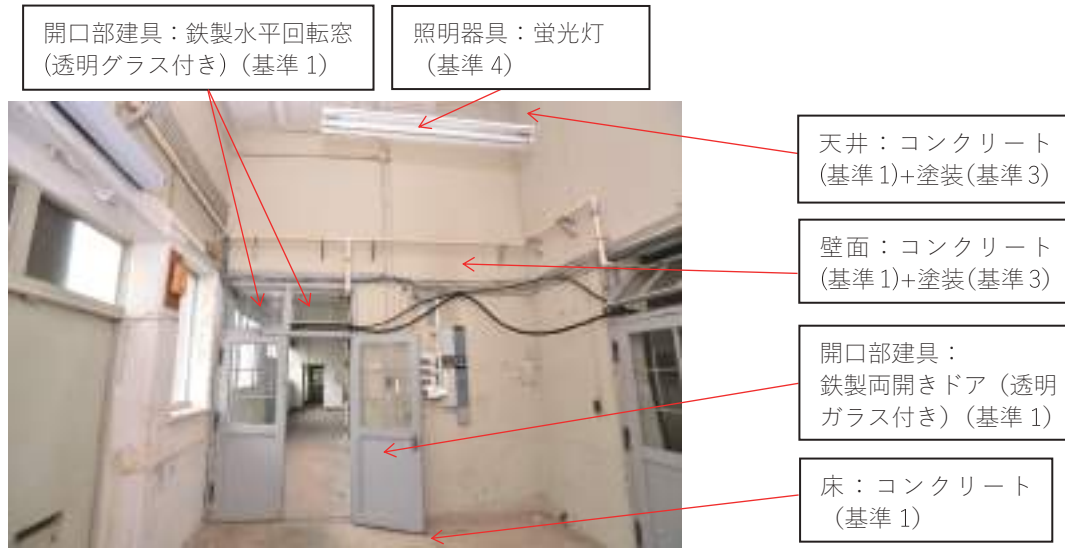 開口部建具：鉄製水平回転窓
(透明グラス付き)（基準 1）
照明器具：蛍光灯
（基準 4）
天井：コンクリート
(基準 1)+塗装(基準 3)
壁面：コンクリート
(基準 1)+塗装(基準 3)
開口部建具：
鉄製両開きドア（透明
ガラス付き）（基準 1）
床：コンクリート
（基準 1）